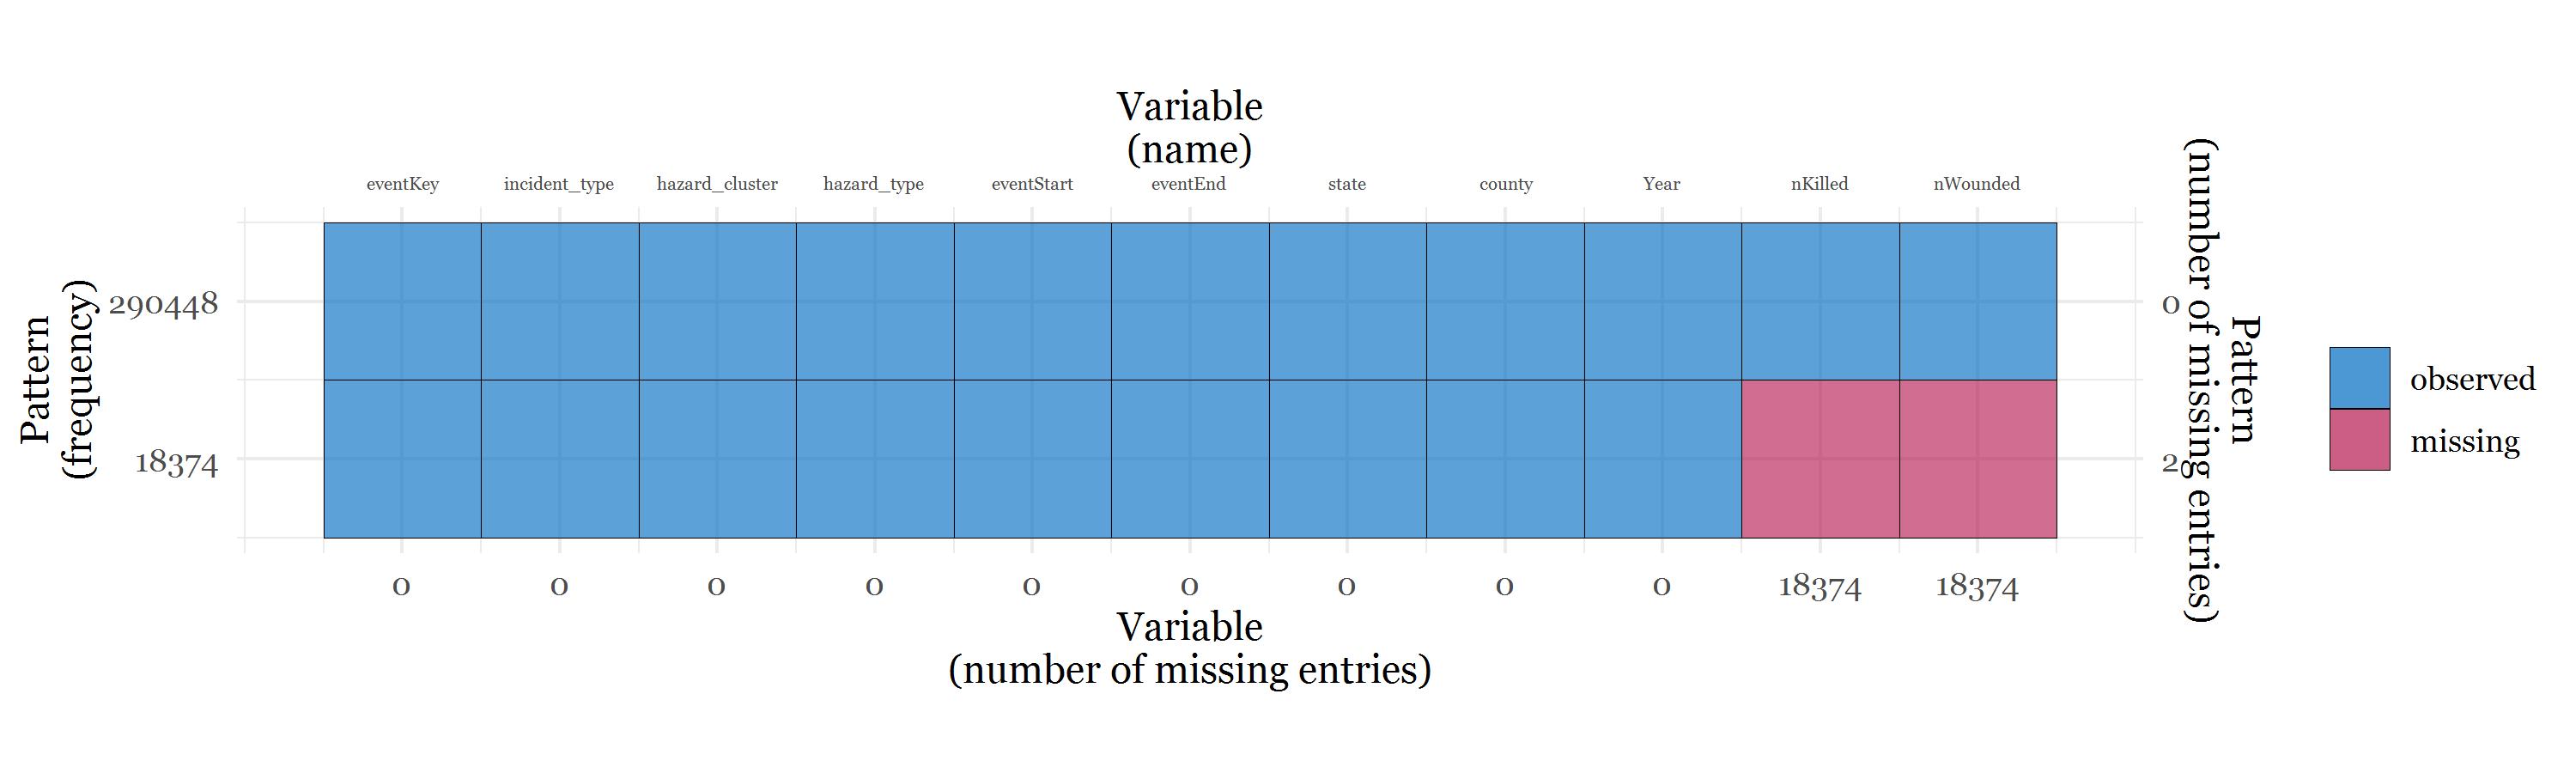 Variable
(name)
eventKey incident_type hazard_cluster hazard_type eventStart eventEnd state county Year nKilled nWounded
Pattern
(frequency)
290448
18374
0
2
Pattern
(number of missing entries)
observed
missing
0 0 0 0 0 0 0 0 0 18374 18374
Variable
(number of missing entries)